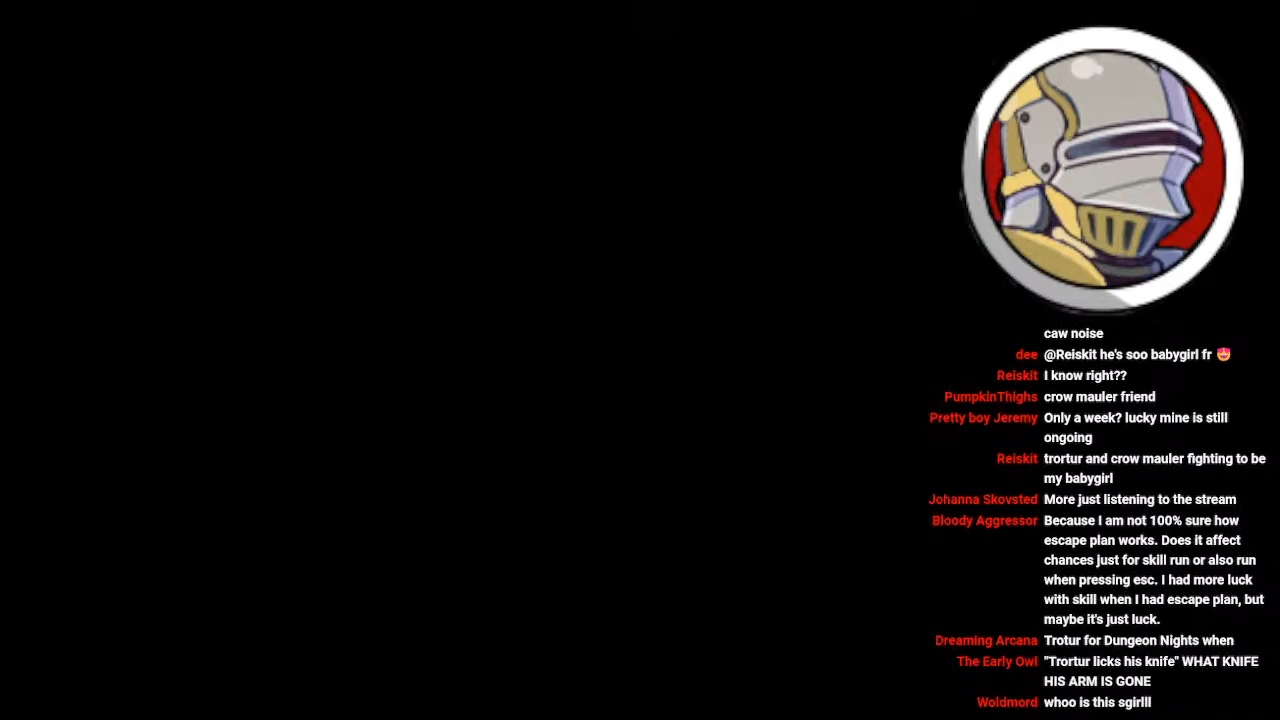 caw noise
dee @Reiskit he's soo babygirl fr 🤩
Reiskit I know right??
PumpkinThighs crow mauler friend
Pretty boy Jeremy Only a week? lucky mine is still
ongoing
Reiskit trortur and crow mauler fighting to be
my babygirl
Johanna Skovsted More just listening to the stream
Bloody Aggressor Because I am not 100% sure how
escape plan works. Does it affect
chances just for skill run or also run
when pressing esc. I had more luck
with skill when I had escape plan, but
maybe it's just luck.
Dreaming Arcana Trotur for Dungeon Nights when
The Early Owl "Trortur licks his knife" WHAT KNIFE
HIS ARM IS GONE
Woldmord whoo is this sgirlll